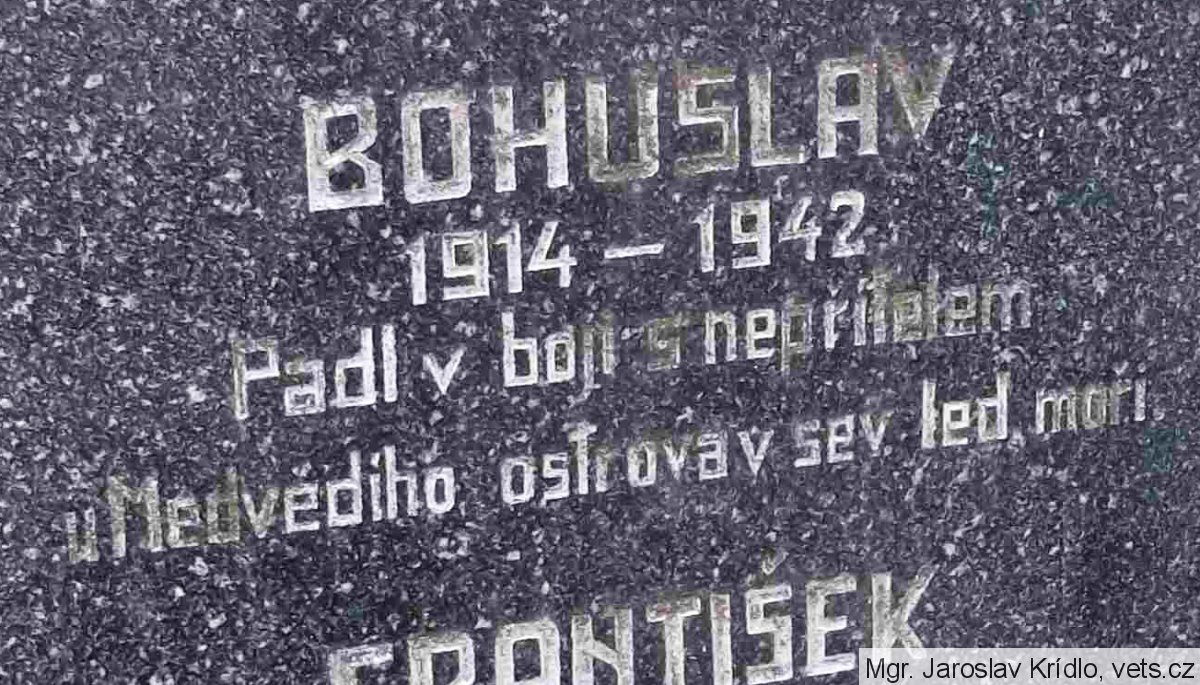 BOHUSLAV
1914 – 1942
Padl v boji s nepřítelem
u Medvědího ostrova v sev led. moři.
FRANTIŠEK
Mgr. Jaroslav Krídlo, vets.cz